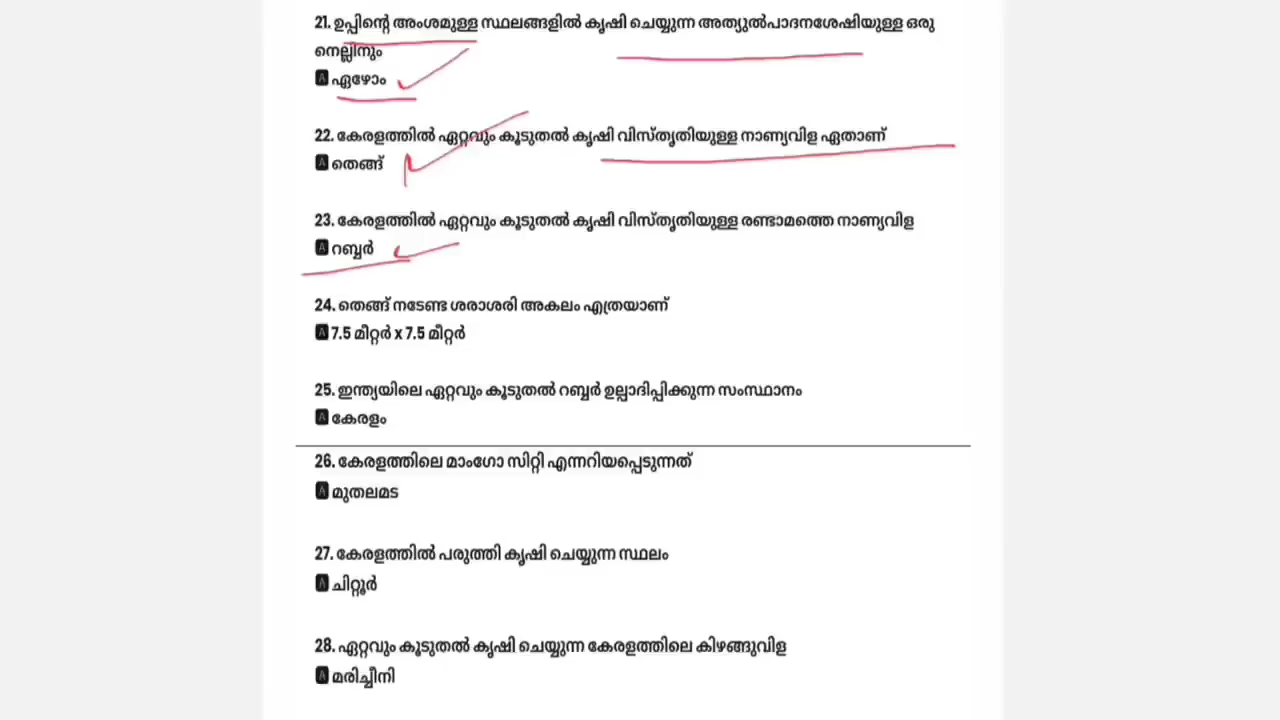 21. ഉപ്പിന്റെ അംശമുള്ള സ്ഥലങ്ങളിൽ കൃഷി ചെയ്യുന്ന അത്യുൽപാദനശേഷിയുള്ള ഒരു
നെല്ലിനും
A ഏഴോം
22. കേരളത്തിൽ ഏറ്റവും കൂടുതൽ കൃഷി വിസ്തൃതിയുള്ള നാണ്യവിള ഏതാണ്
A തെങ്ങ്
23. കേരളത്തിൽ ഏറ്റവും കൂടുതൽ കൃഷി വിസ്തൃതിയുള്ള രണ്ടാമത്തെ നാണ്യവിള
A റബ്ബർ
24. തെങ്ങ് നടേണ്ട ശരാശരി അകലം എത്രയാണ്
A 7.5 മീറ്റർ x 7.5 മീറ്റർ
25. ഇന്ത്യയിലെ ഏറ്റവും കൂടുതൽ റബ്ബർ ഉല്പാദിപ്പിക്കുന്ന സംസ്ഥാനം
A കേരളം
26. കേരളത്തിലെ മാംഗോ സിറ്റി എന്നറിയപ്പെടുന്നത്
A മുതലമട
27. കേരളത്തിൽ പരുത്തി കൃഷി ചെയ്യുന്ന സ്ഥലം
A ചിറ്റൂർ
28. ഏറ്റവും കൂടുതൽ കൃഷി ചെയ്യുന്ന കേരളത്തിലെ കിഴങ്ങുവിള
A മരിച്ചീനി